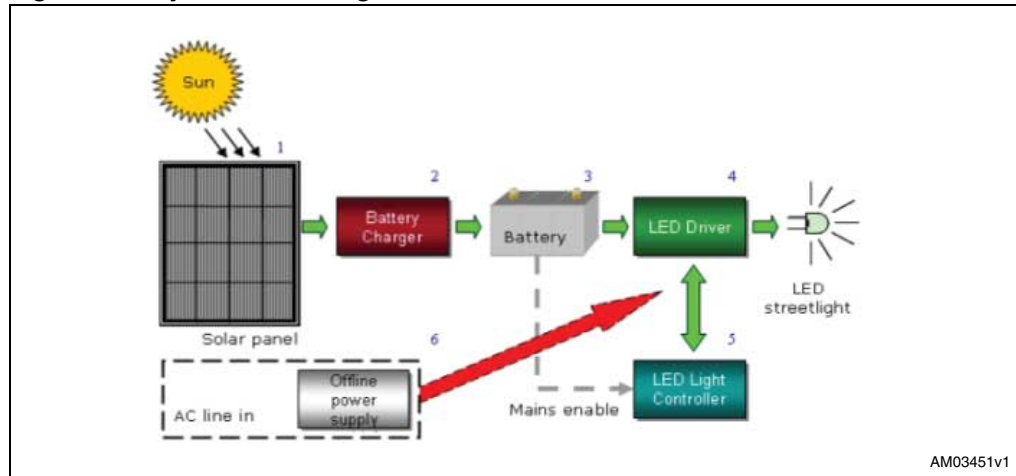 Sun
1
2
3
4
Battery
Charger
Battery
LED Driver
LED
streetlight
Solar panel
6
5
Offline
power
supply
AC line in
Mains enable
LED Light
Controller
AM03451v1